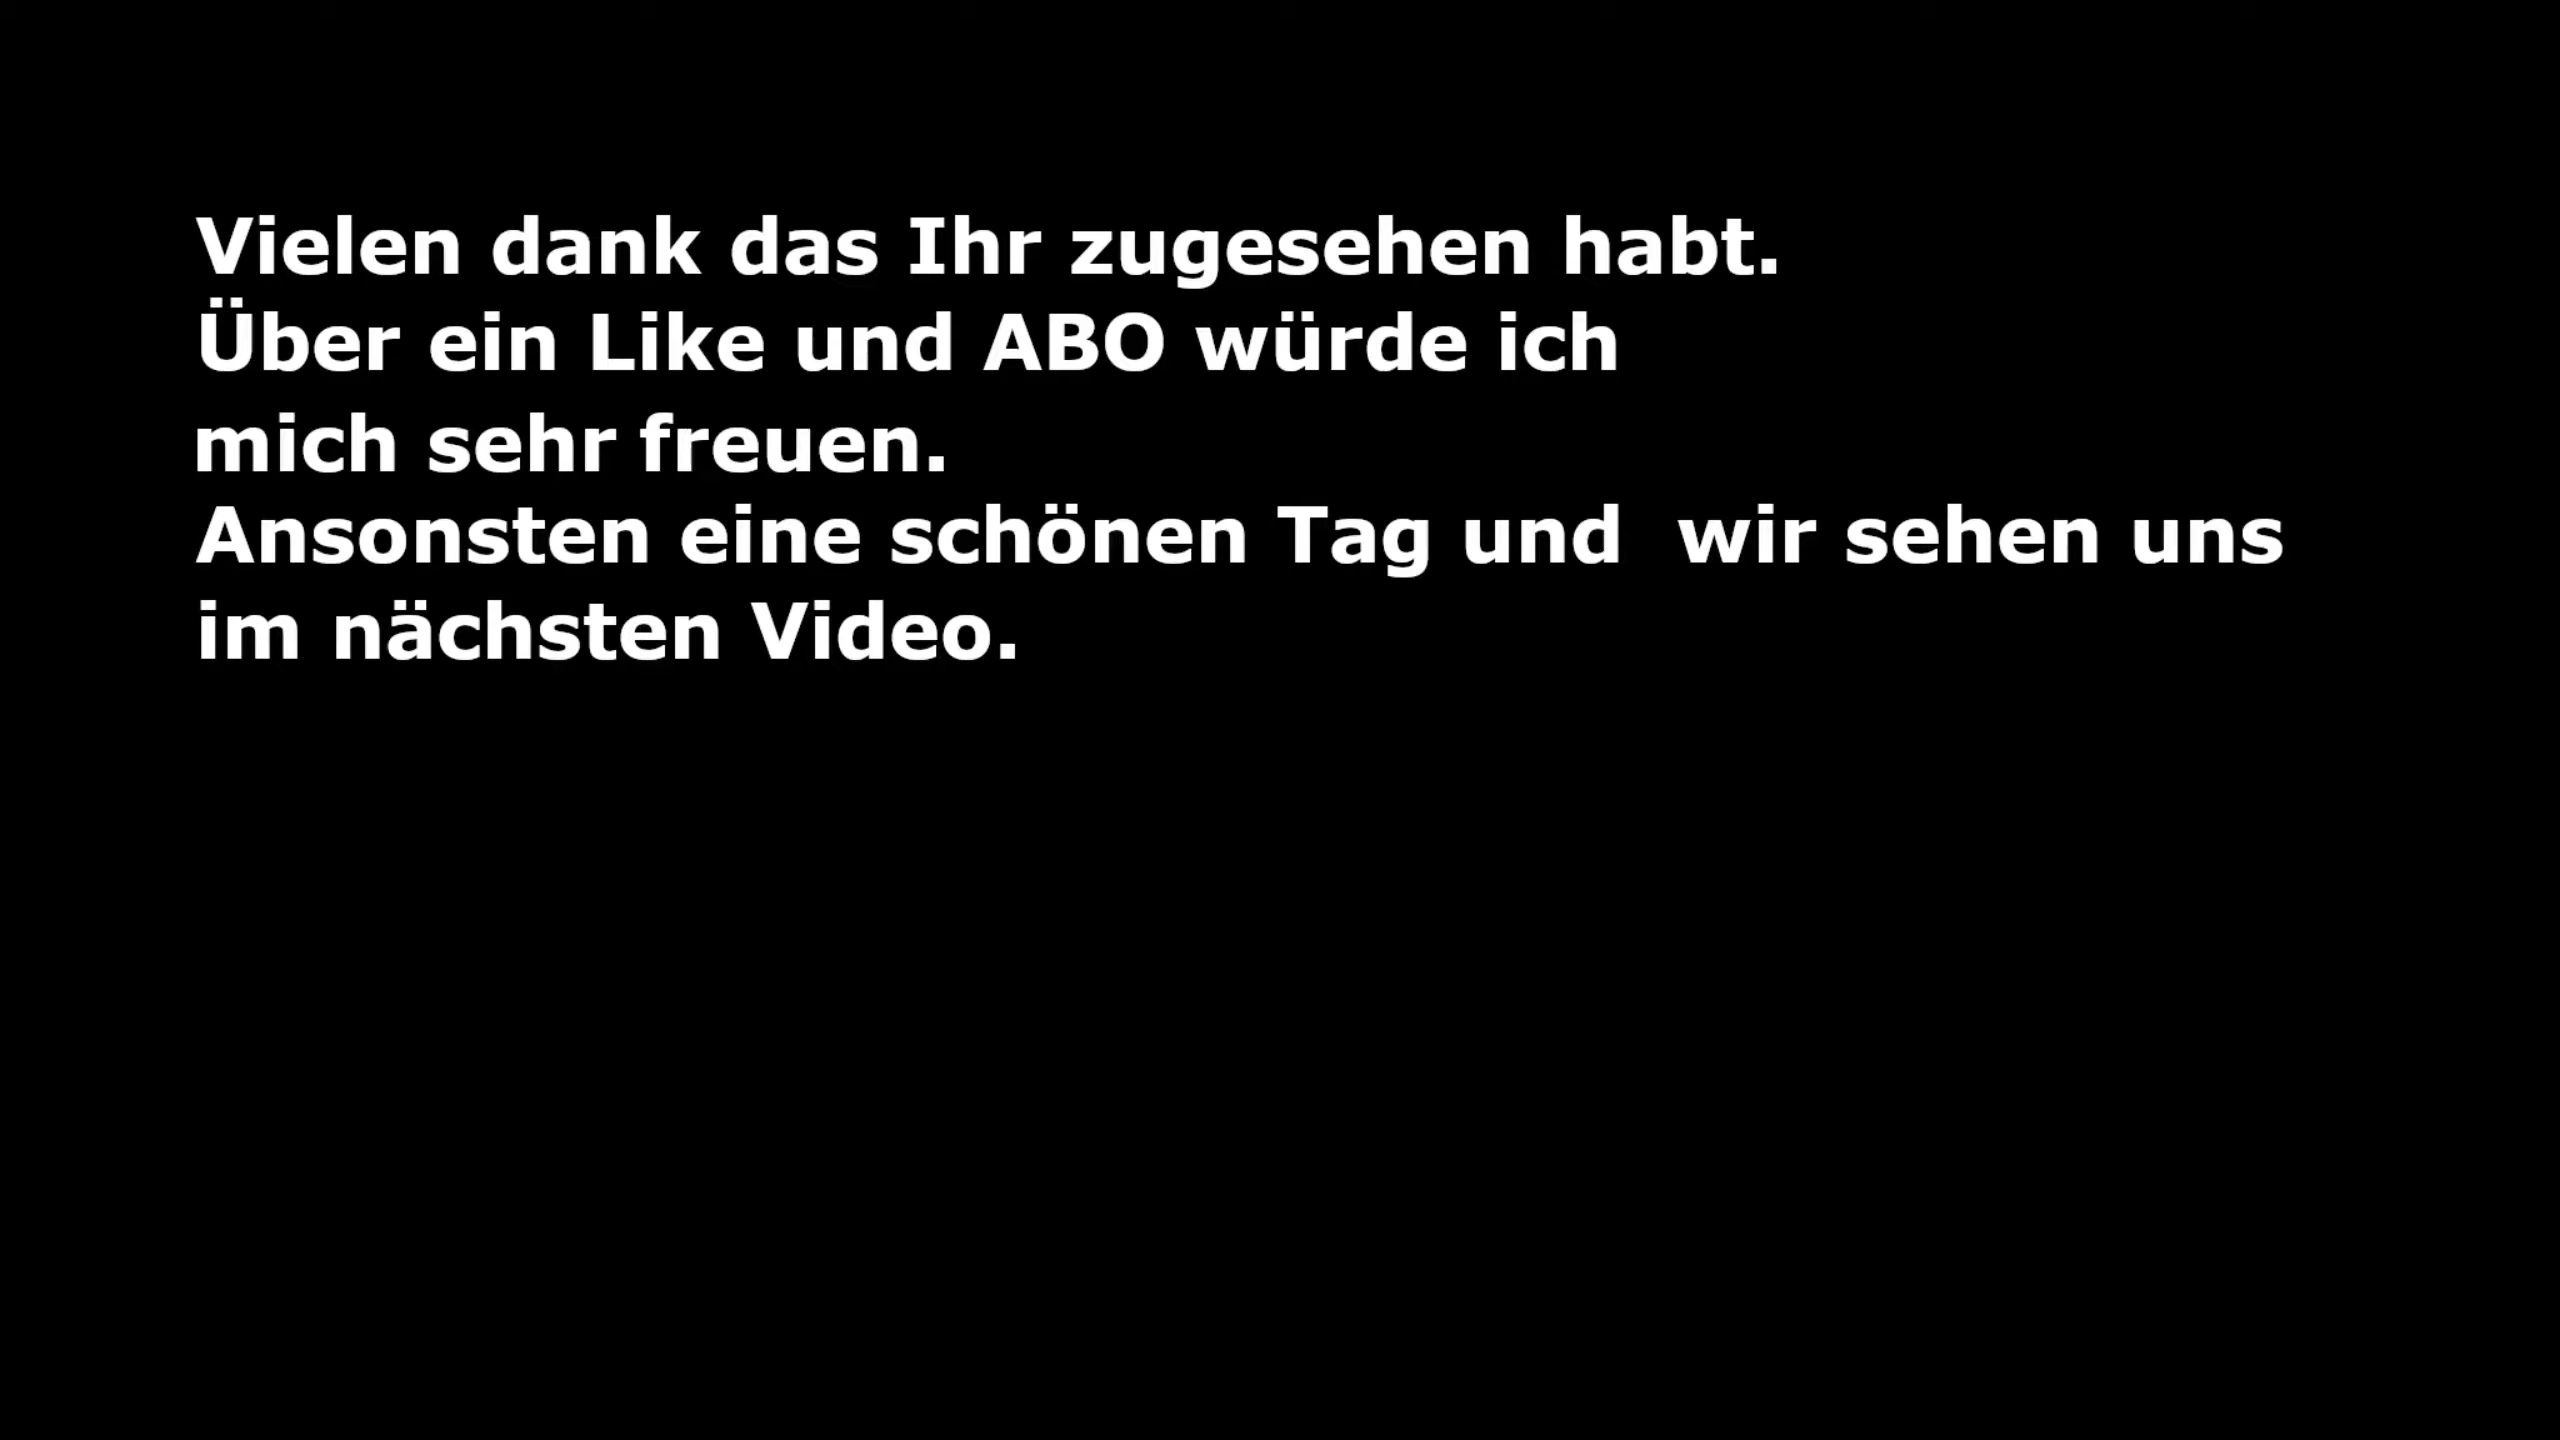 Vielen dank das Ihr zugesehen habt.
Über ein Like und ABO würde ich
mich sehr freuen.
Ansonsten eine schönen Tag und  wir sehen uns
im nächsten Video.